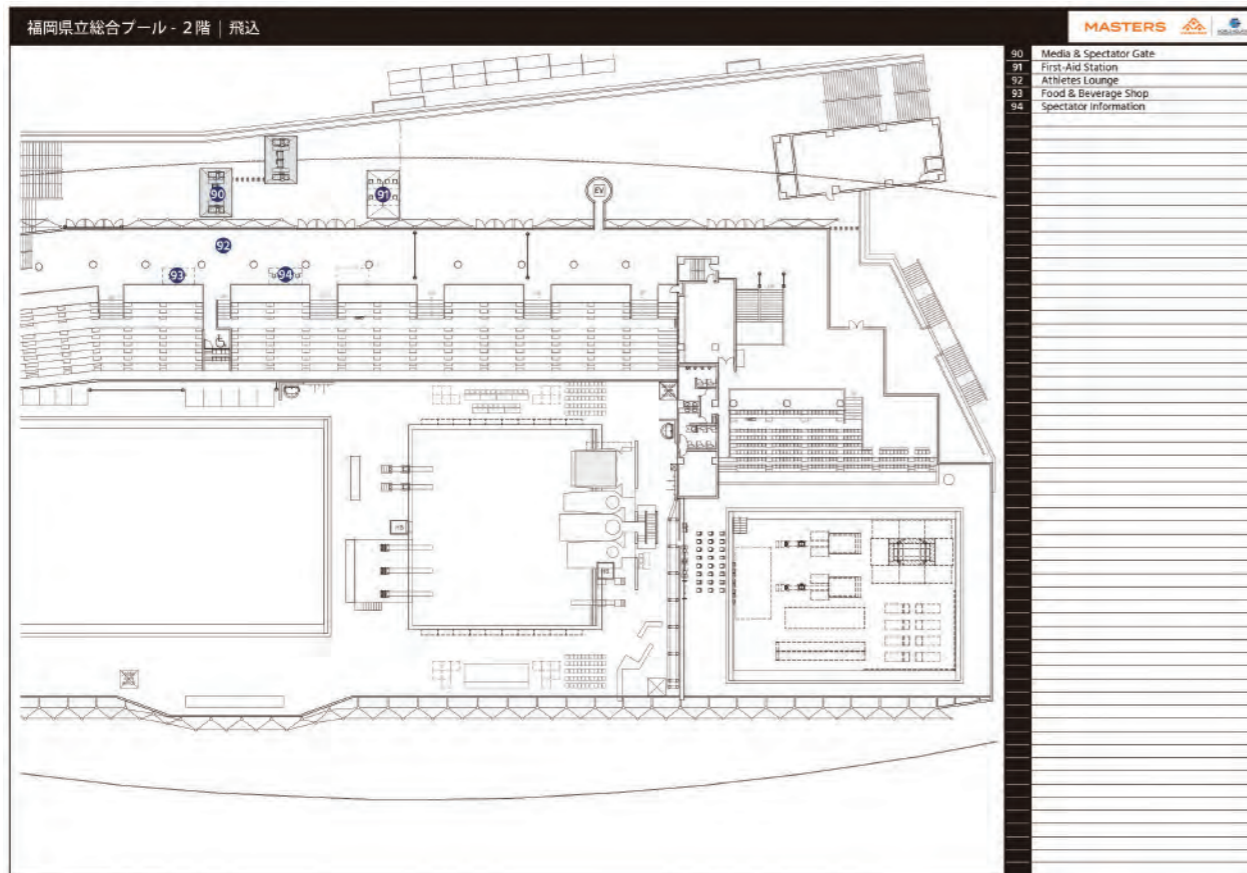 福岡県立総合プール - 2階 | 飛込
MASTERS
90 Media & Spectator Gate
91 First-Aid Station
92 Athletes Lounge
93 Food & Beverage Shop
94 Spectator Information
90
91
EV
92
93
94